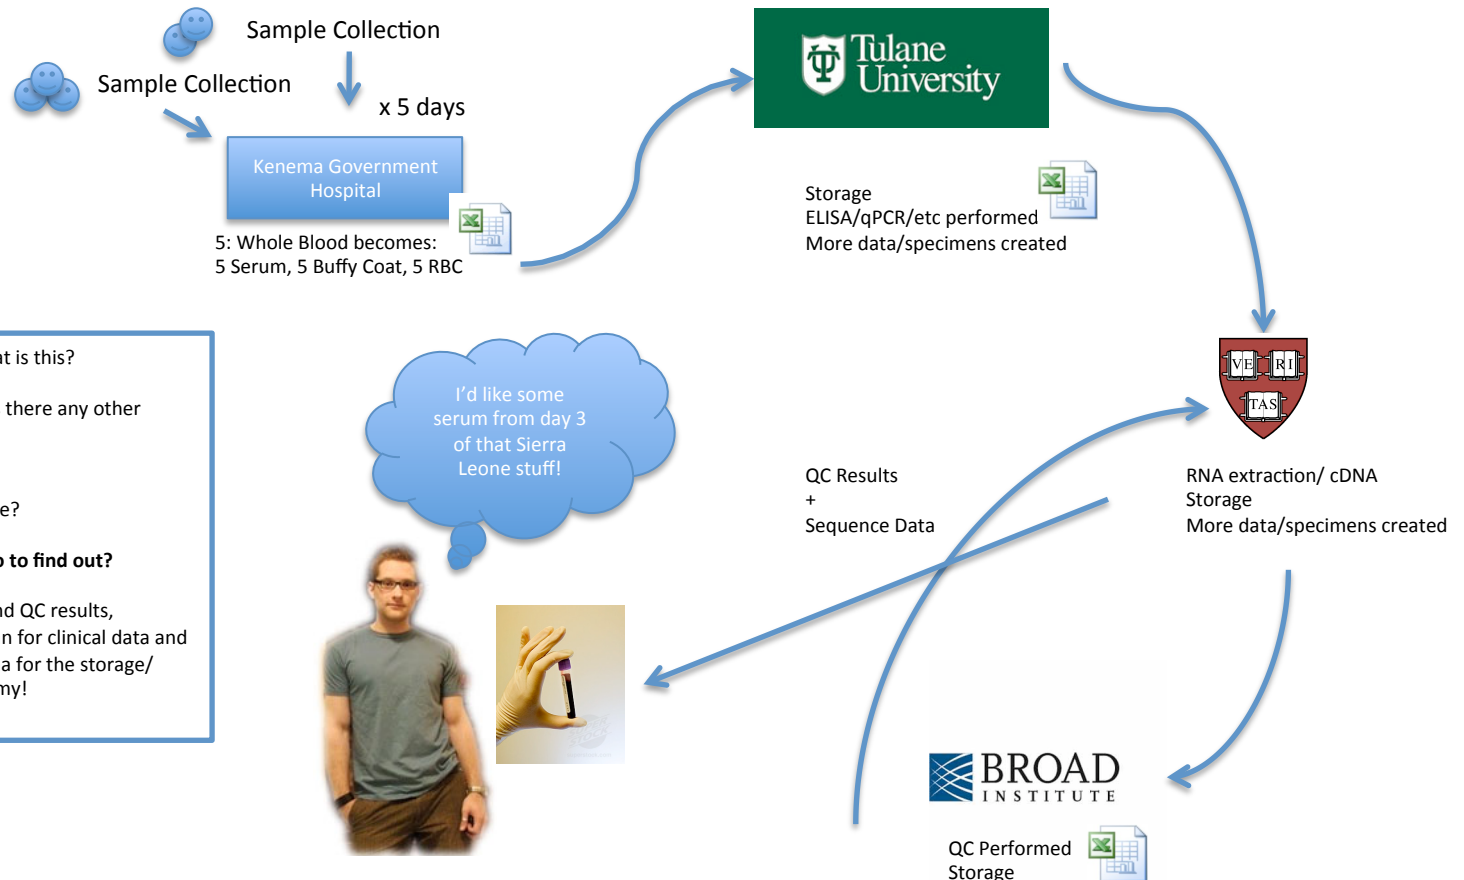 Sample Collection
Sample Collection
x 5 days
Kenema Government
Hospital
5: Whole Blood becomes:
5 Serum, 5 Buffy Coat, 5 RBC
Tulane
University
Storage
ELISA/qPCR/etc performed
More data/specimens created
VE RI
TAS
RNA extraction/ cDNA
Storage
More data/specimens created
QC Results
+
Sequence Data
I'd like some
serum from day 3
of that Sierra
Leone stuff!
at is this?
there any other
e?
o to find out?
nd QC results,
n for clinical data and
a for the storage/
my!
BROAD
INSTITUTE
QC Performed
Storage